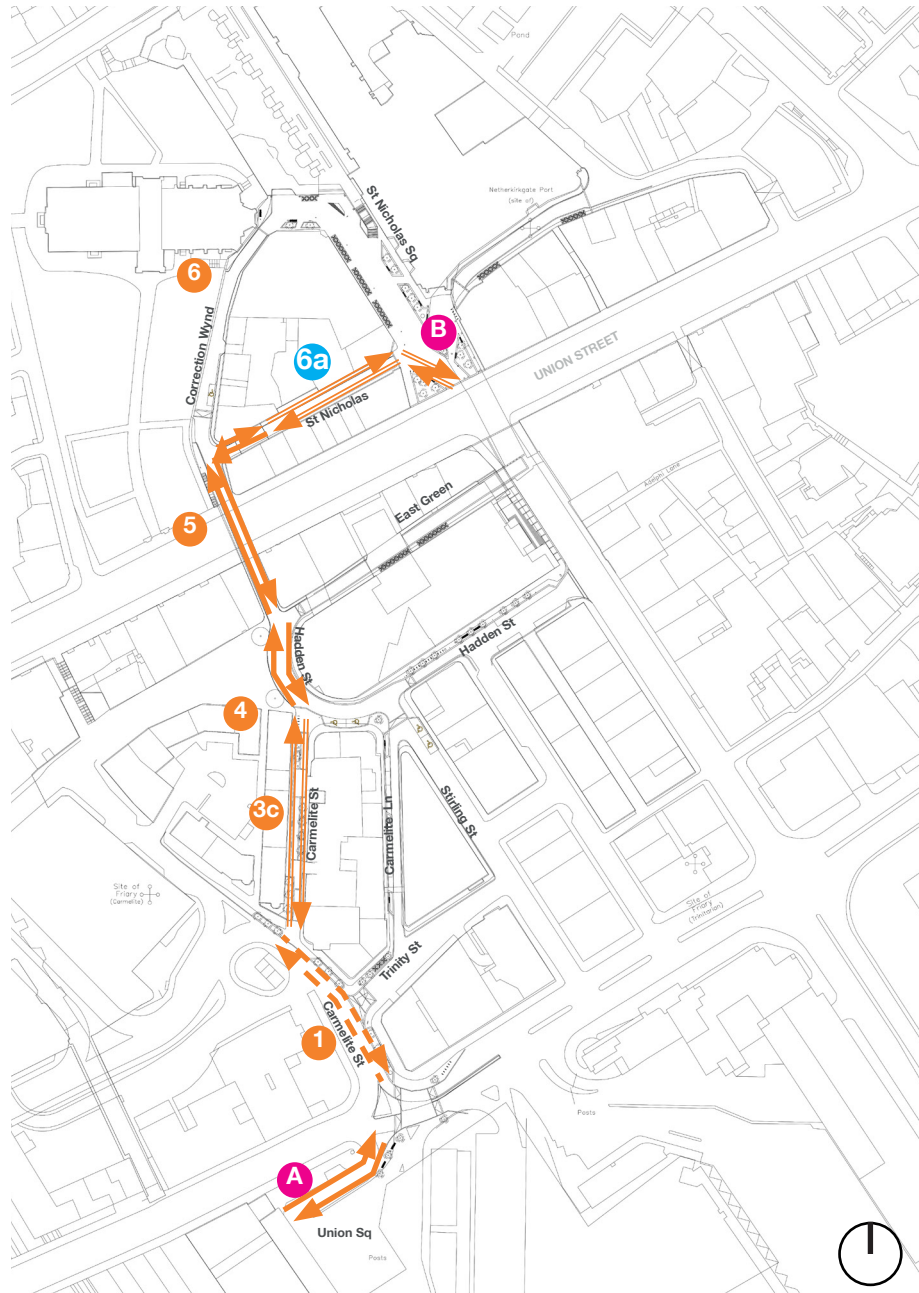 Pond
Netherkirkgate Port
(site of)
St Nicholas Sq
6
B
Correction Wynd
6a
UNION STREET
St Nicholas
Adelphi Lane
East Green
5
Hadden St
Hadden St
4
3c
Carmelite St
Carmelite Ln
Stirling St
Site of
Friary
(Carmelite)
Site of
Friary
(Trinitarian)
Trinity St
1
Carmelite St
Posts
A
Union Sq
Posts